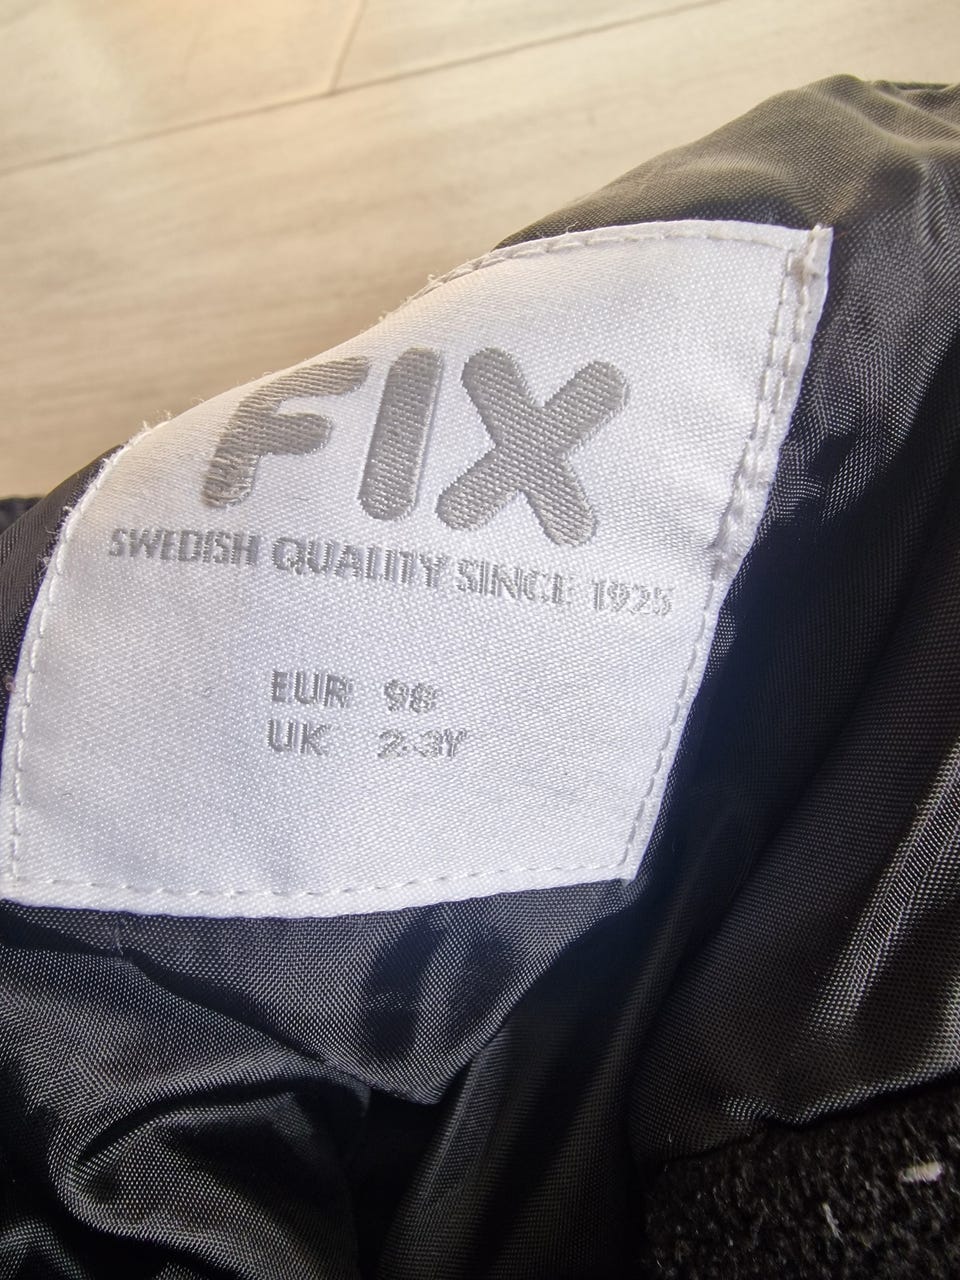 FIX
SWEDISH QUALITY SINCE 1925
EUR 98
UK 2-3Y